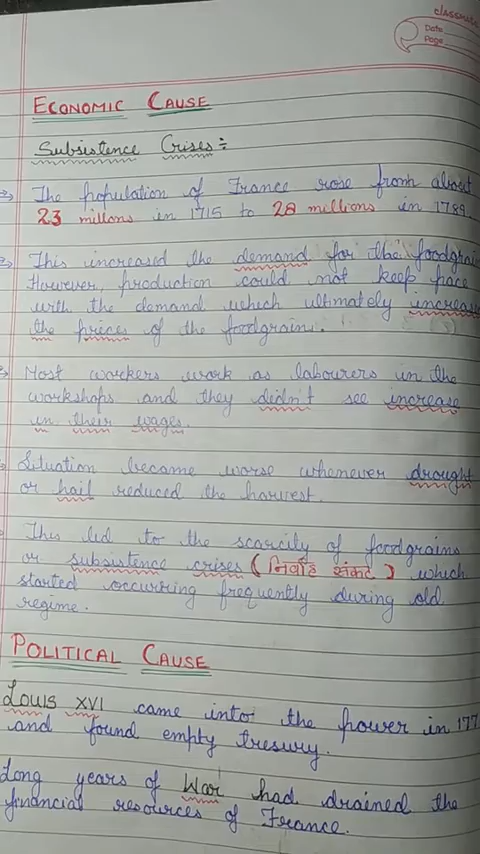 classmate
Date
Page
ECONOMIC CAUSE
Subsistence Crises :-
The population of France rose from about
23 millons in 1715 to 28 millions in 1789.
This increased the demand for the foodgrain
However, production could not keep pace
with the demand which ultimately increase
the prices of the foodgrains.
Most workers work as labourers in the
workshops and they didn't see increase
in their wages.
Situation became worse whenever drought
or hail reduced the harvest.
This led to the scarcity of foodgrains
or subsistence crises (निर्वाह संकट) which
started occurring frequently during old
regime.
POLITICAL CAUSE
Louis XVI came into the power in 177
and found empty tresury.
Long years of War had drained the
financial resources of France.